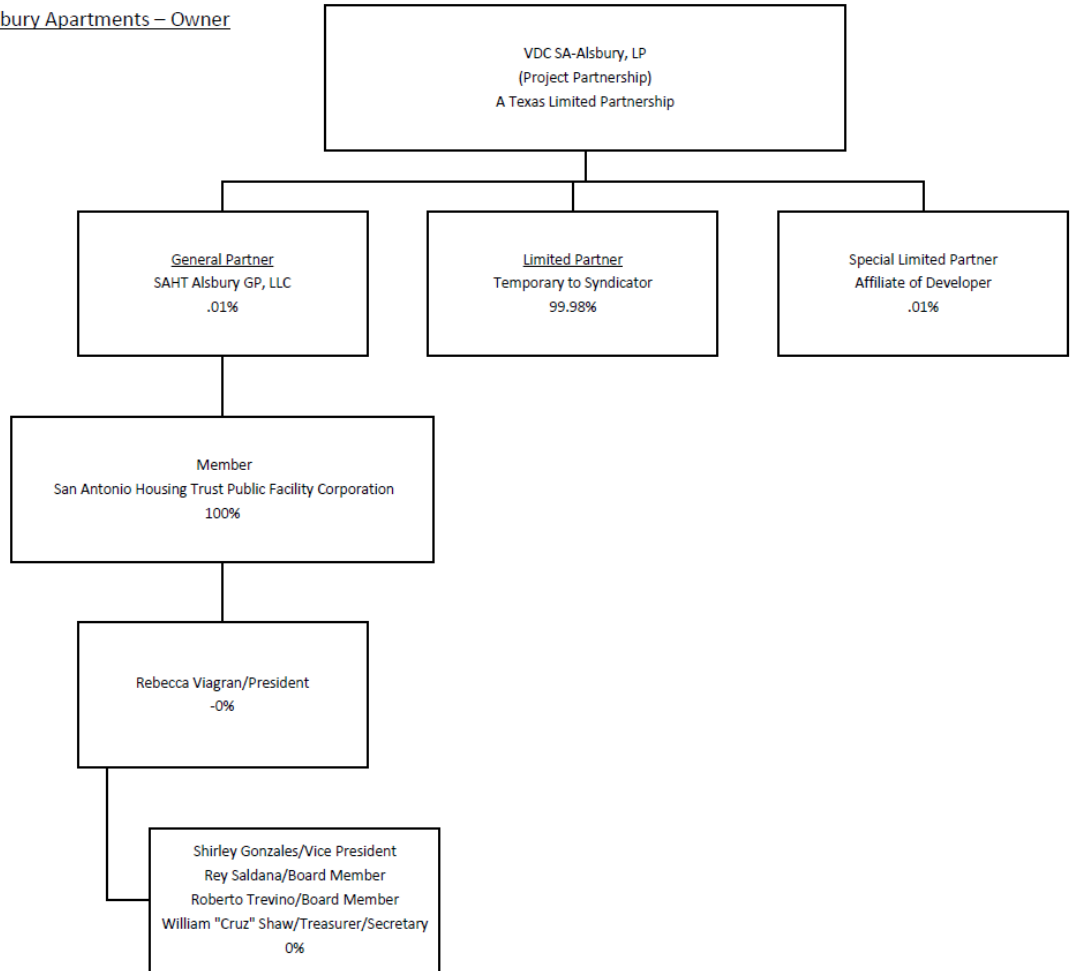 bury Apartments – Owner
VDC SA-Alsbury, LP
(Project Partnership)
A Texas Limited Partnership
General Partner
SAHT Alsbury GP, LLC
.01%
Limited Partner
Temporary to Syndicator
99.98%
Special Limited Partner
Affiliate of Developer
.01%
Member
San Antonio Housing Trust Public Facility Corporation
100%
Rebecca Viagran/President
-0%
Shirley Gonzales/Vice President
Rey Saldana/Board Member
Roberto Trevino/Board Member
William "Cruz" Shaw/Treasurer/Secretary
0%